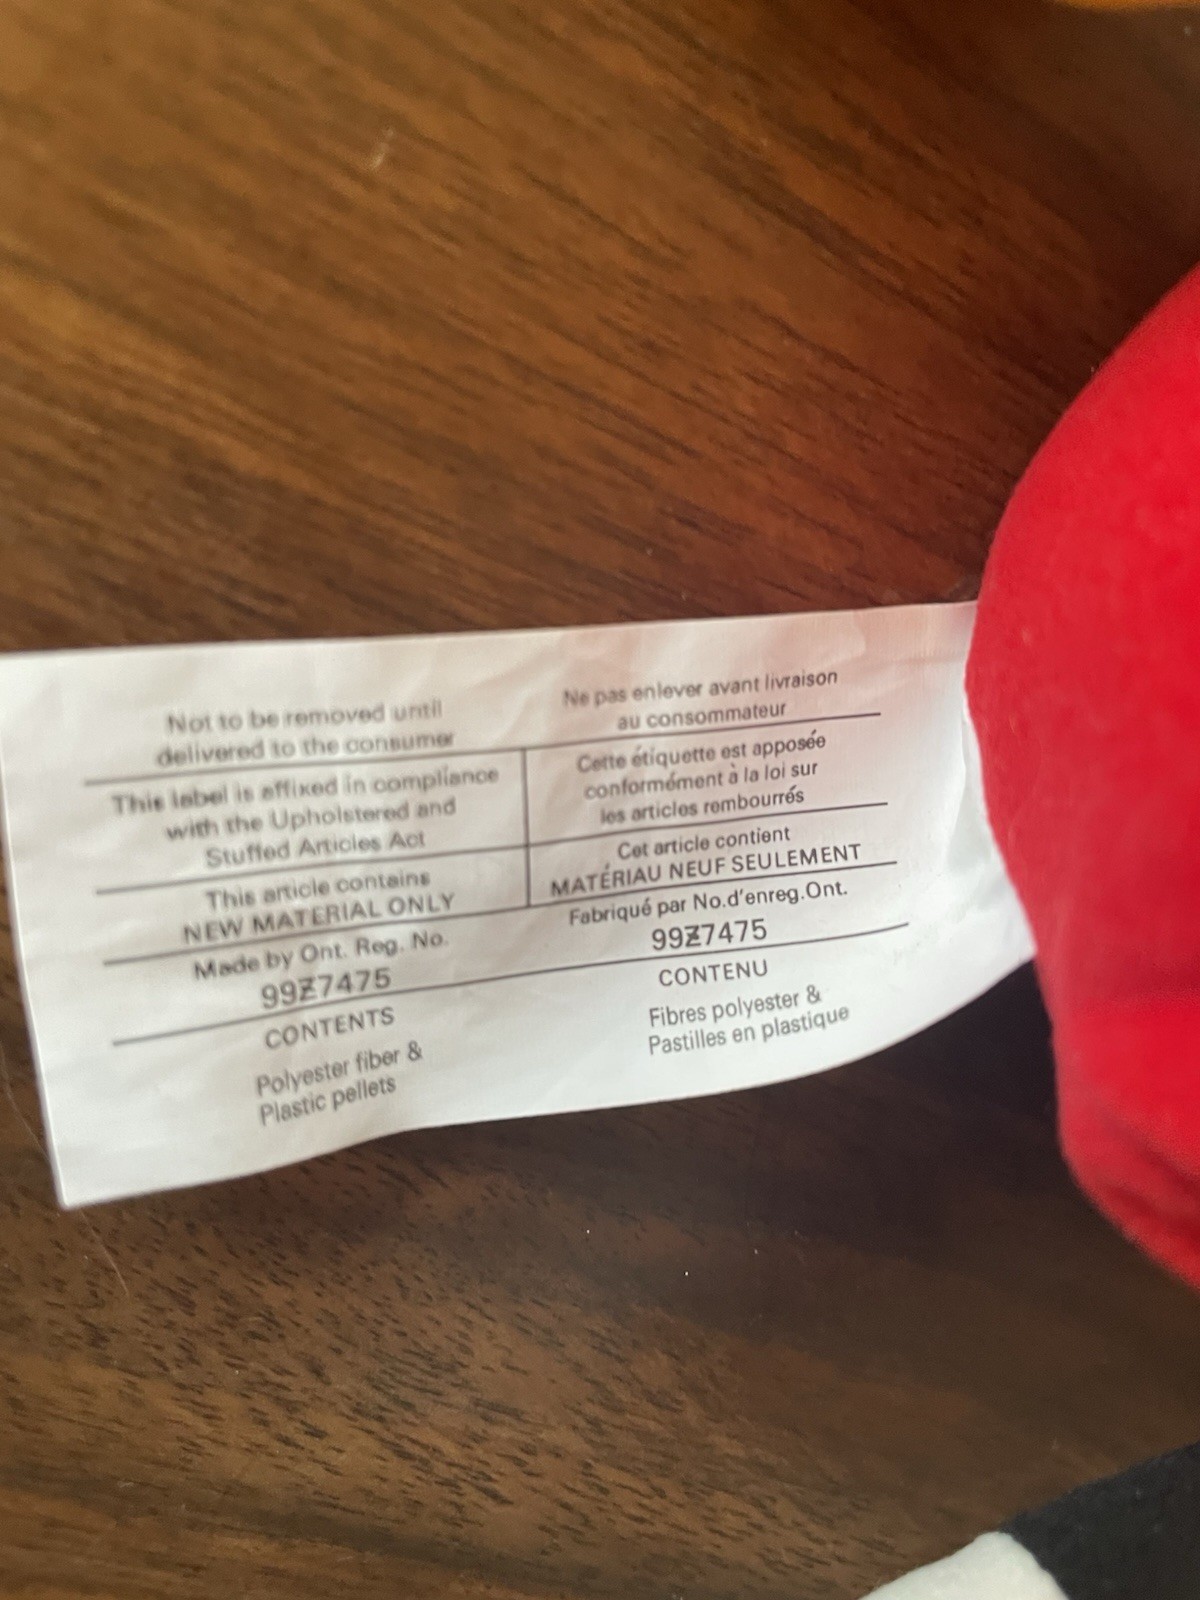 Not to be removed until
delivered to the consumer
This label is affixed in compliance
with the Upholstered and
Stuffed Articles Act
This article contains
NEW MATERIAL ONLY
Made by Ont. Reg. No.
99Z7475
CONTENTS
Polyester fiber &
Plastic pellets
Ne pas enlever avant livraison
au consommateur
Cette étiquette est apposée
conformément à la loi sur
les articles rembourrés
Cet article contient
MATÉRIAU NEUF SEULEMENT
Fabriqué par No.d'enreg.Ont.
99Z7475
CONTENU
Fibres polyester &
Pastilles en plastique